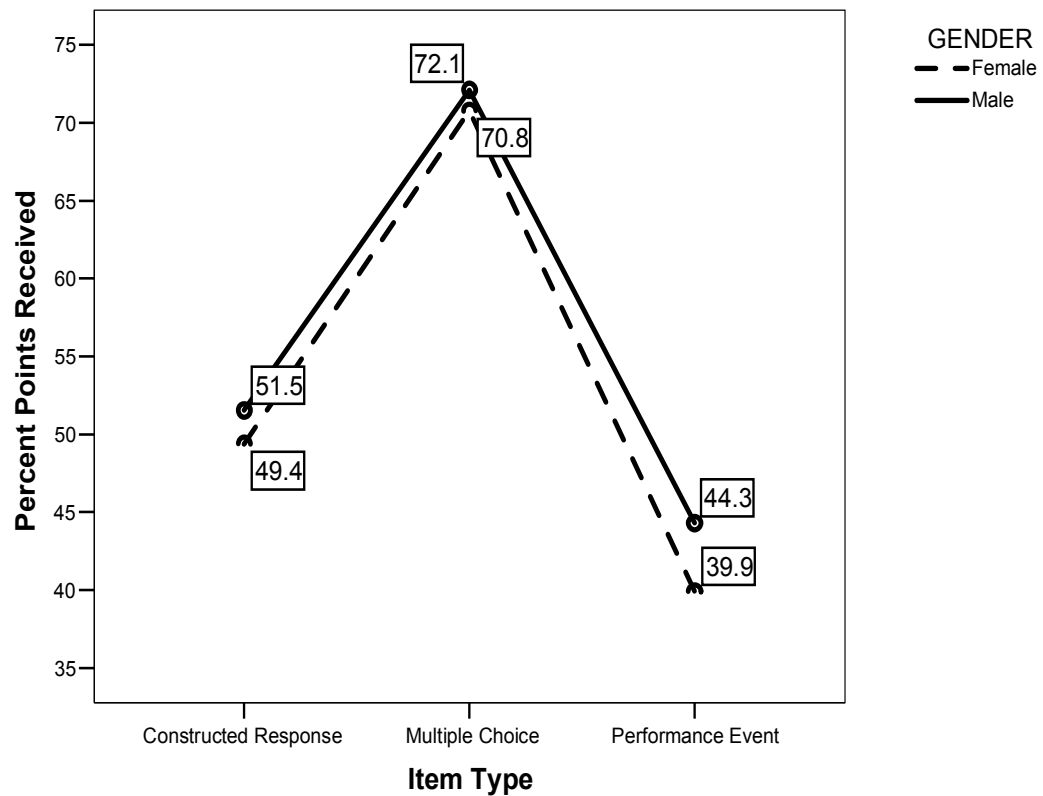 GENDER
Female
Male
Percent Points Received
75
70
65
60
55
50
45
40
35
72.1
70.8
51.5
49.4
44.3
39.9
Constructed Response
Multiple Choice
Performance Event
Item Type